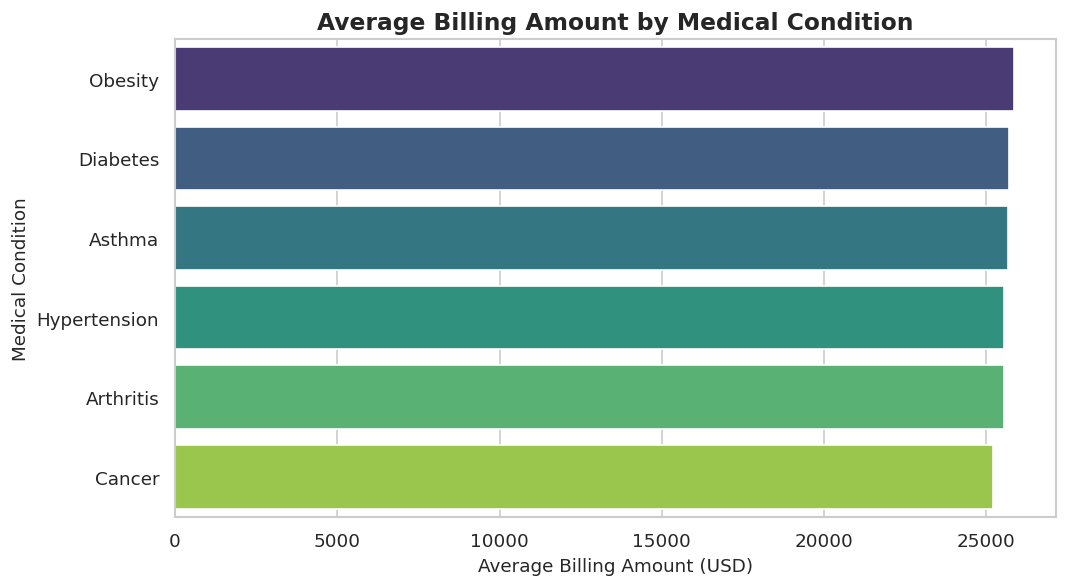 Average Billing Amount by Medical Condition
Medical Condition
Obesity
Diabetes
Asthma
Hypertension
Arthritis
Cancer
0 5000 10000 15000 20000 25000
Average Billing Amount (USD)